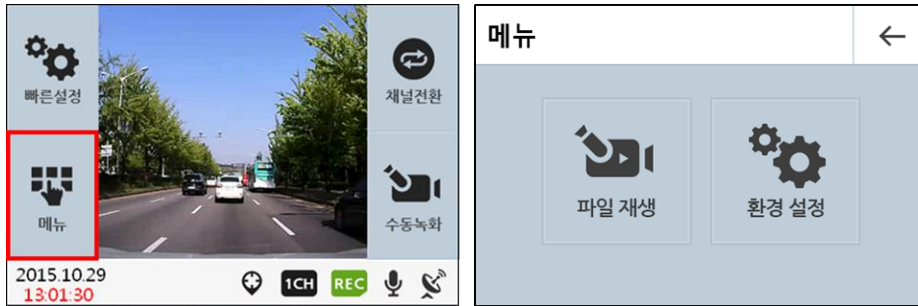 빠른설정
채널전환
메뉴
수동녹화
2015.10.29
13:01:30
1CH
REC
메뉴
파일 재생
환경 설정